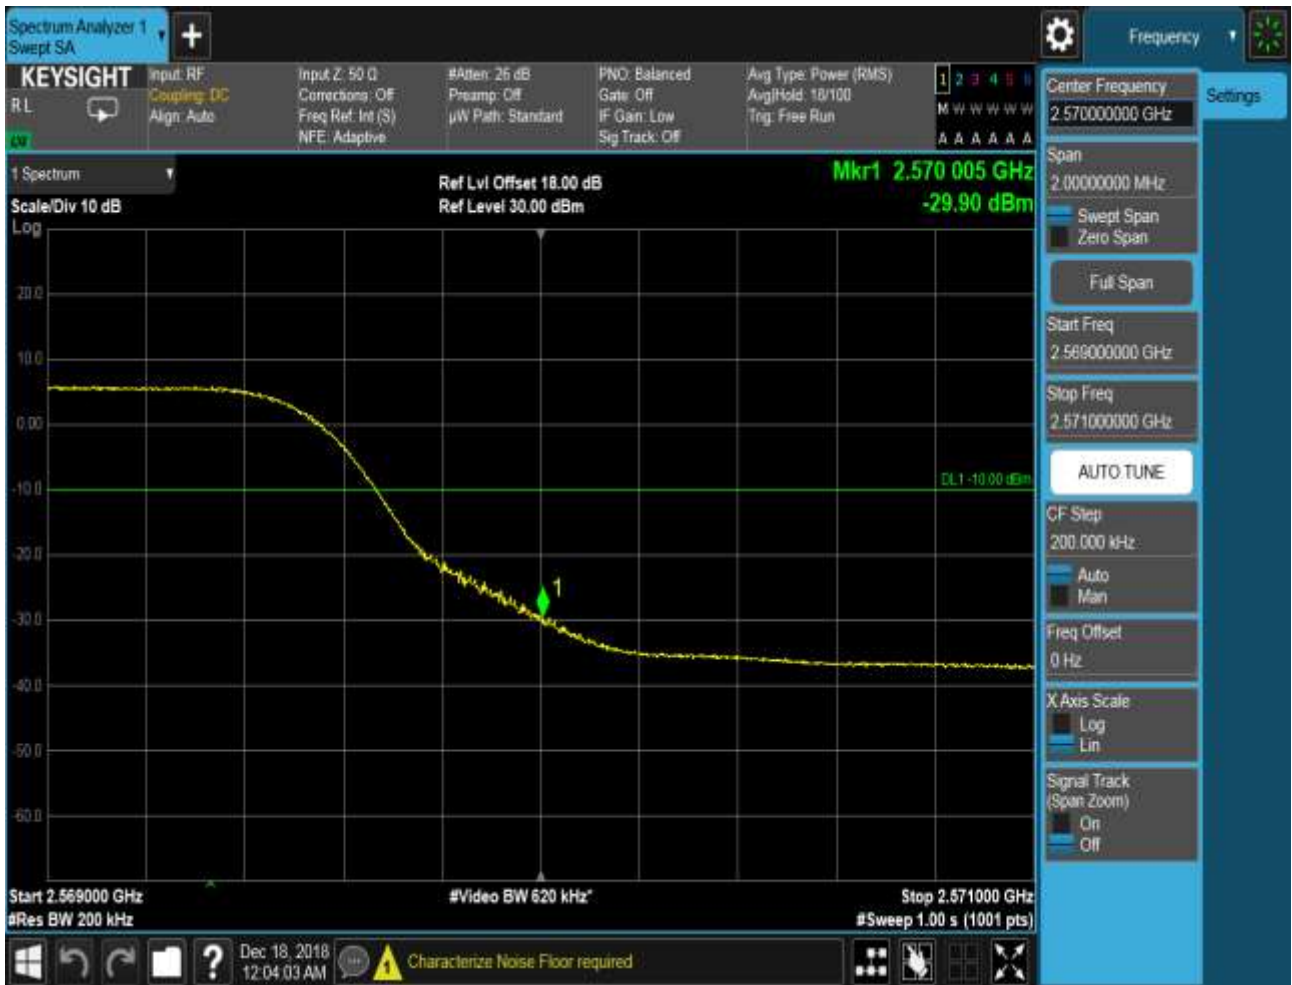 Spectrum Analyzer 1
Swept SA
Frequency
KEYSIGHT
R L
Input: RF
Coupling: DC
Align: Auto
Input Z: 50 Ω
Corrections: Off
Freq Ref: Int (S)
NFE: Adaptive
#Atten: 26 dB
Preamp: Off
µW Path: Standard
PNO: Balanced
Gate: Off
IF Gain: Low
Sig Track: Off
Avg Type: Power (RMS)
Avg|Hold: 18/100
Trig: Free Run
1 2 3 4 5 6
M W W W W W
A A A A A A
1 Spectrum
Scale/Div 10 dB
Log
Ref Lvl Offset 18.00 dB
Ref Level 30.00 dBm
Mkr1 2.570 005 GHz
-29.90 dBm
20.0
10.0
0.00
-10.0
-20.0
-30.0
-40.0
-50.0
-60.0
DL1 -10.00 dBm
1
Start 2.569000 GHz
#Res BW 200 kHz
#Video BW 620 kHz*
Stop 2.571000 GHz
#Sweep 1.00 s (1001 pts)
Center Frequency
2.570000000 GHz
Settings
Span
2.00000000 MHz
Swept Span
Zero Span
Full Span
Start Freq
2.569000000 GHz
Stop Freq
2.571000000 GHz
AUTO TUNE
CF Step
200.000 kHz
Auto
Man
Freq Offset
0 Hz
X Axis Scale
Log
Lin
Signal Track
(Span Zoom)
On
Off
?
Dec 18, 2018
12:04:03 AM
1
Characterize Noise Floor required